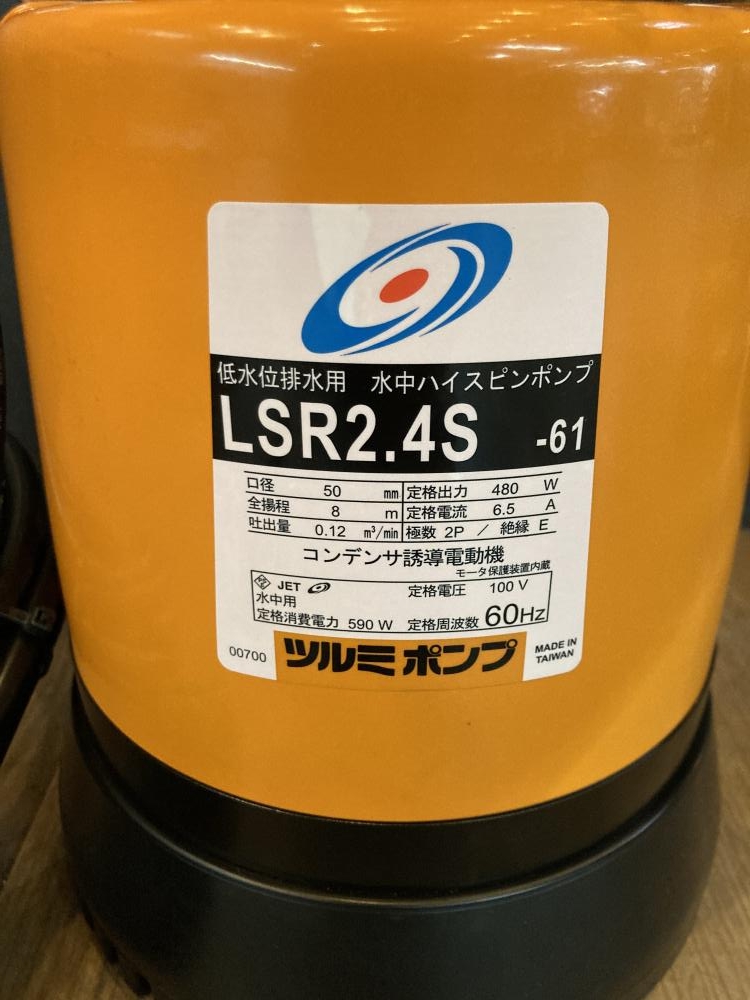 低水位排水用 水中ハイスピンポンプ
LSR2.4S -61
口径 50 mm 定格出力 480 W
全揚程 8 m 定格電流 6.5 A
吐出量 0.12 m³/min 極数 2P / 絶縁 E
コンデンサ誘導電動機
モータ保護装置内蔵
JET 定格電圧 100 V
水中用
定格消費電力 590 W 定格周波数 60Hz
00700 ツルミポンプ MADE IN
TAIWAN